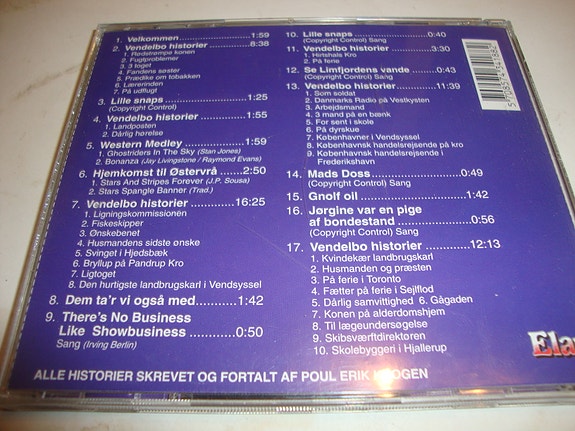 1. Velkommen ............1:59
2. Vendelbo historier ............8:38
1. Rødstrømpe konen
2. Fugtproblemer
3. 3 toget
4. Fandens søster
5. Prædike om tobakken
6. Lærerinden
7. På udflugt
3. Lille snaps ............1:25
(Copyright Control)
4. Vendelbo historier ............1:55
1. Landposten
2. Dårlig hørelse
5. Western Medley ............1:59
1. Ghostriders In The Sky (Stan Jones)
2. Bonanza (Jay Livingstone / Raymond Evans)
6. Hjemkomst til Østervrå ............2:50
1. Stars And Stripes Forever (J.P. Sousa)
2. Stars Spangle Banner (Trad.)
7. Vendelbo historier ............16:25
1. Ligningskommissionen
2. Fiskeskipper
3. Ønskebenet
4. Husmandens sidste ønske
5. Svinget i Hjedsbæk
6. Bryllup på Pandrup Kro
7. Ligtoget
8. Den hurtigste landbrugskarl i Vendsyssel
8. Dem ta'r vi også med...........1:42
9. There's No Business
Like Showbusiness ............0:50
Sang (Irving Berlin)
10. Lille snaps ............0:40
(Copyright Control) Sang
11. Vendelbo historier ............3:30
1. Hirtshals Kro
2. På ferie
12. Se Limfjordens vande ............0:43
(Copyright Control) Sang
13. Vendelbo historier ............11:39
1. Som soldat
2. Danmarks Radio på Vestkysten
3. Arbejdsmand
4. 3 mand på en bænk
5. For sent i skole
6. På dyrskue
7. Københavner i Vendsyssel
8. Københavnsk handelsrejsende på kro
9. Københavnsk handelsrejsende i
Frederikshavn
14. Mads Doss ............0:49
(Copyright Control) Sang
15. Gnolf oil ............1:42
16. Jørgine var en pige
af bondestand ............0:56
(Copyright Control) Sang
17. Vendelbo historier ............12:13
1. Kvindekær landbrugskarl
2. Husmanden og præsten
3. På ferie i Toronto
4. Fætter på ferie i Sejlflod
5. Dårlig samvittighed 6. Gågaden
7. Konen på alderdomshjem
8. Til lægeundersøgelse
9. Skibsværftdirektøren
10. Skolebyggeri i Hjallerup
ALLE HISTORIER SKREVET OG FORTALT AF POUL ERIK